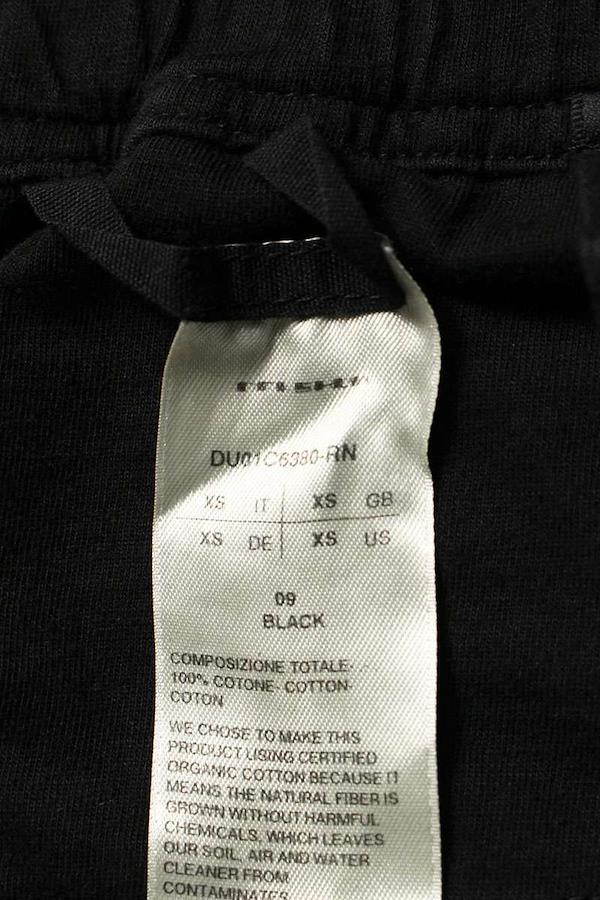 DU01C6380-RN
XS IT XS GB
XS DE XS US
09
BLACK
COMPOSIZIONE TOTALE-
100% COTONE- COTTON-
COTON
WE CHOSE TO MAKE THIS
PRODUCT USING CERTIFIED
ORGANIC COTTON BECAUSE IT
MEANS THE NATURAL FIBER IS
GROWN WITHOUT HARMFUL
CHEMICALS, WHICH LEAVES
OUR SOIL, AIR AND WATER
CLEANER FROM
CONTAMINATES